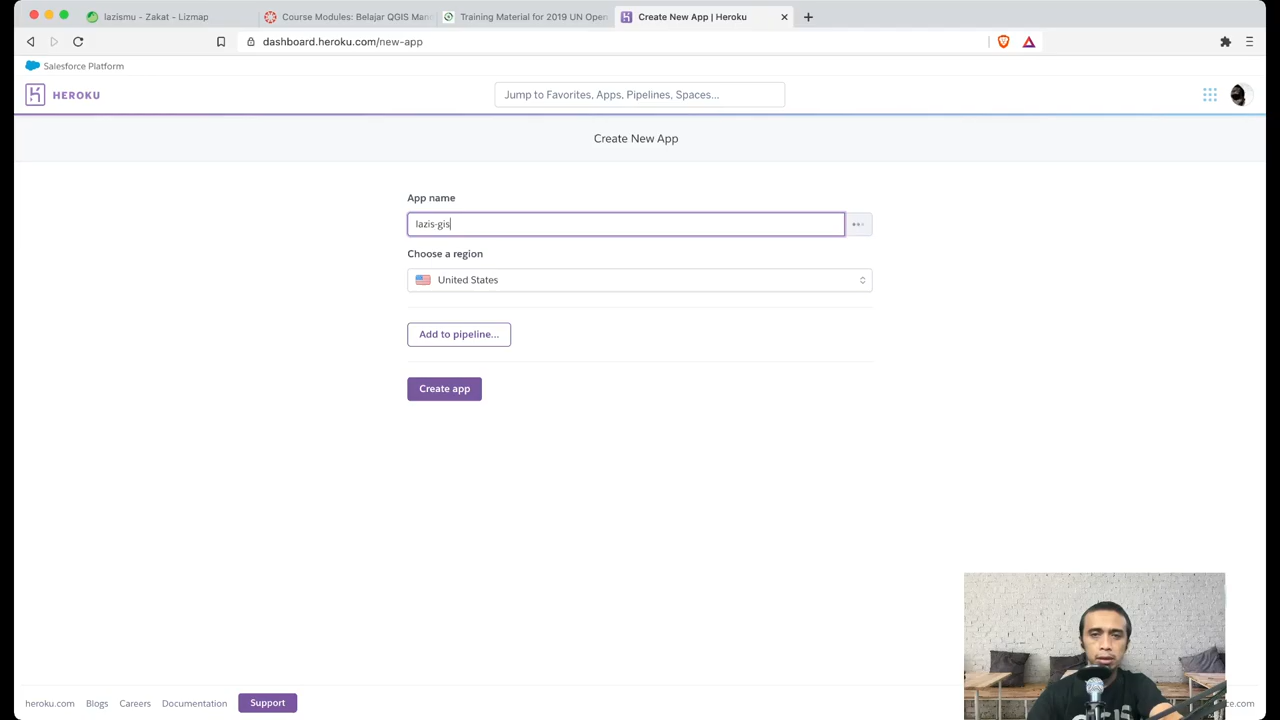 lazismu - Zakat - Lizmap
Course Modules: Belajar QGIS Man
Training Material for 2019 UN Open
Create New App | Heroku
dashboard.heroku.com/new-app
Salesforce Platform
HEROKU
Jump to Favorites, Apps, Pipelines, Spaces...
Create New App
App name
lazis-gis
Choose a region
United States
Add to pipeline...
Create app
heroku.com
Blogs
Careers
Documentation
Support